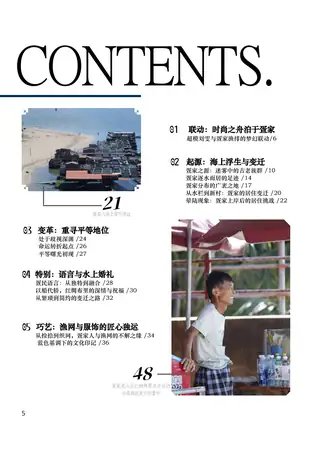 CONTENTS.
01 联动：时尚之舟泊于疍家
超模刘雯与疍家渔排的梦幻联动/6
02 起源：海上浮生与变迁
疍家之源：迷雾中的古老族群/10
疍家逐水而居的足迹/14
疍家分布的广袤之地/17
从水栏到新村：疍家的居住变迁/20
晕陆现象：疍家上岸后的居住挑战/22
21
03 变革：重寻平等地位
处于歧视深渊/24
命运转折起点/26
平等曙光初现/27
04 特别：语言与水上婚礼
疍民语言：从独特到融合/28
以船代轿，红绸布里的深情与祝福/30
从繁琐到简约的变迁之路/32
05 巧艺：渔网与服饰的匠心独运
从捡拾到织网，疍家人与渔网的不解之缘/34
蓝色基调下的文化印记/36
48
5